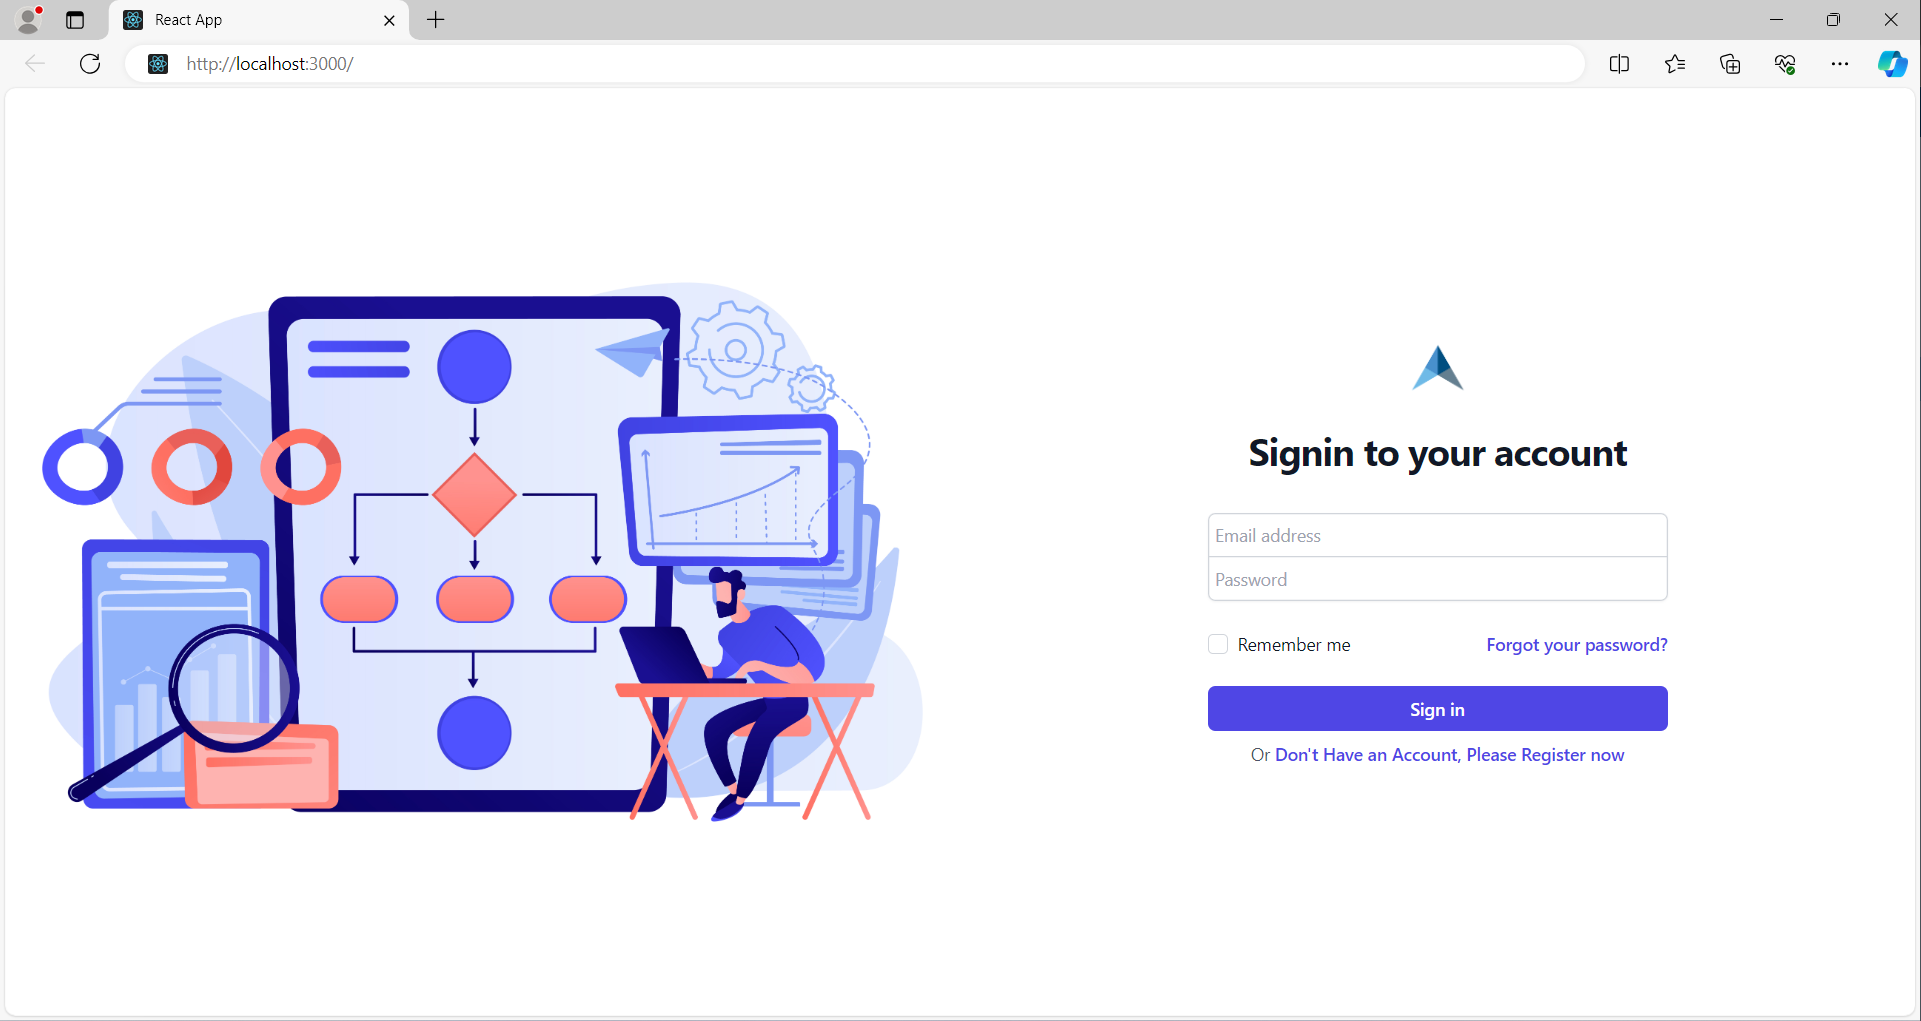 React App
http://localhost:3000/
Signin to your account
Email address
Password
Remember me
Forgot your password?
Sign in
Or Don't Have an Account, Please Register now